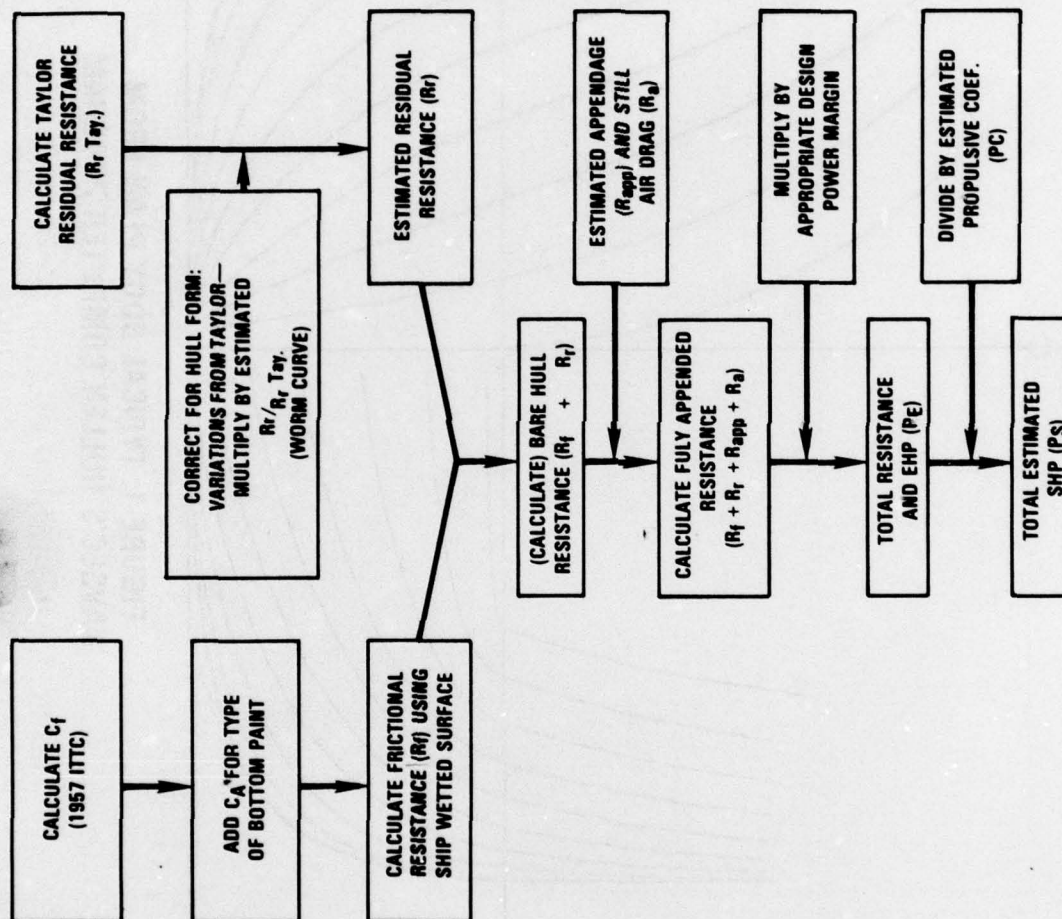 CALCULATE Cf
(1957 ITTC)
ADD CA FOR TYPE
OF BOTTOM PAINT
CALCULATE FRICTIONAL
RESISTANCE (Rf) USING
SHIP WETTED SURFACE
CALCULATE TAYLOR
RESIDUAL RESISTANCE
(Rr Tay.)
CORRECT FOR HULL FORM:
VARIATIONS FROM TAYLOR—
MULTIPLY BY ESTIMATED
Rr/Rr Tay.
(WORM CURVE)
ESTIMATED RESIDUAL
RESISTANCE (Rr)
(CALCULATE) BARE HULL
RESISTANCE (Rf + Rr)
ESTIMATED APPENDAGE
(Rapp) AND STILL
AIR DRAG (Ra)
CALCULATE FULLY APPENDED
RESISTANCE
(Rf + Rr + Rapp + Ra)
MULTIPLY BY
APPROPRIATE DESIGN
POWER MARGIN
TOTAL RESISTANCE
AND EHP (PE)
DIVIDE BY ESTIMATED
PROPULSIVE COEF.
(PC)
TOTAL ESTIMATED
SHP (PS)